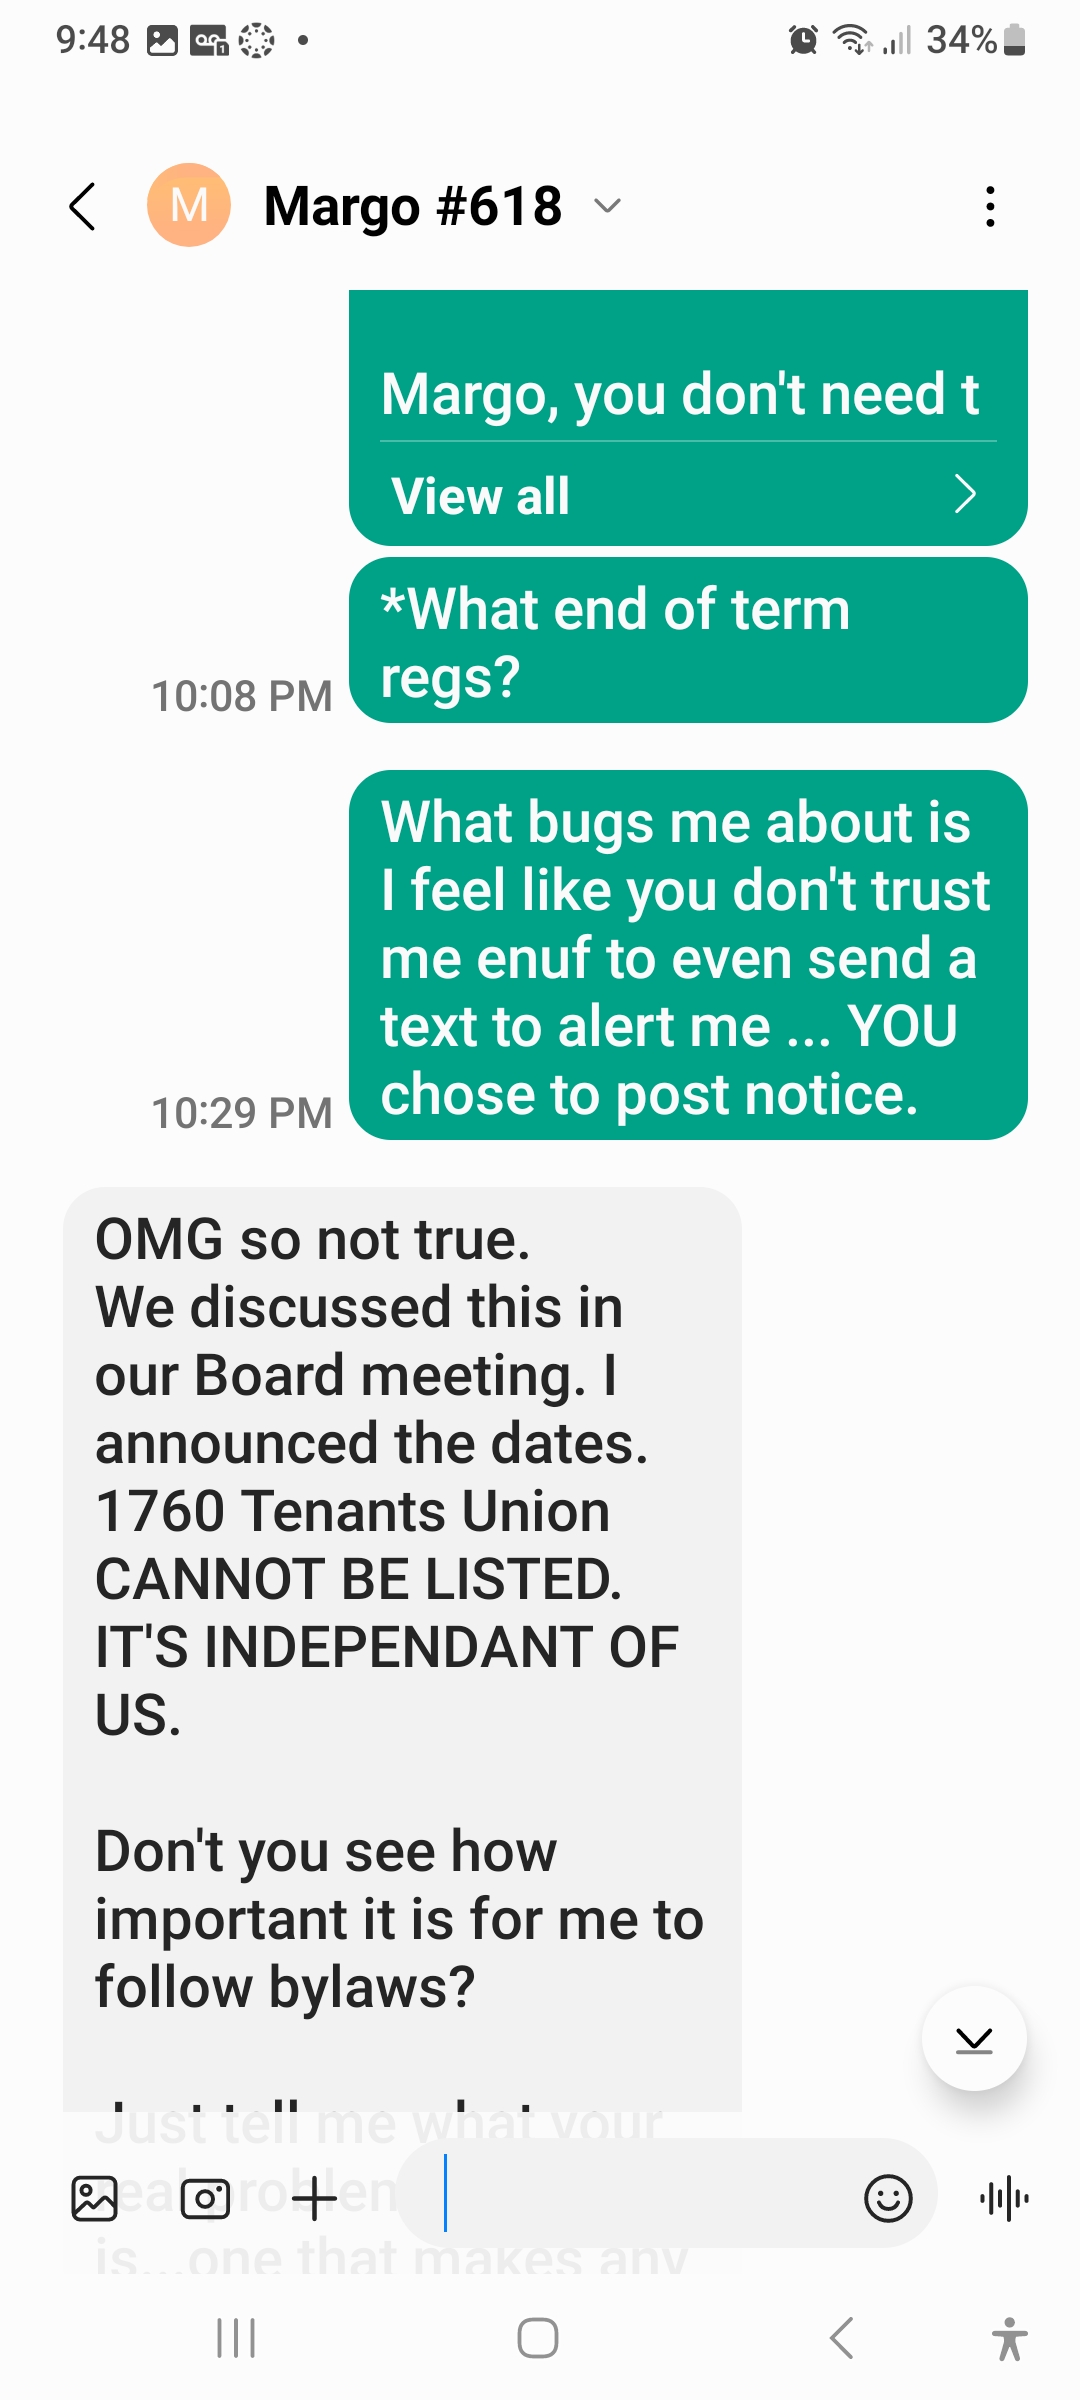 9:48
34%
M
Margo #618
Margo, you don't need t
View all
*What end of term
regs?
10:08 PM
What bugs me about is
I feel like you don't trust
me enuf to even send a
text to alert me ... YOU
chose to post notice.
10:29 PM
OMG so not true.
We discussed this in
our Board meeting. I
announced the dates.
1760 Tenants Union
CANNOT BE LISTED.
IT'S INDEPENDANT OF
US.
Don't you see how
important it is for me to
follow bylaws?
Just tell me what your
real problem
is...one that makes any